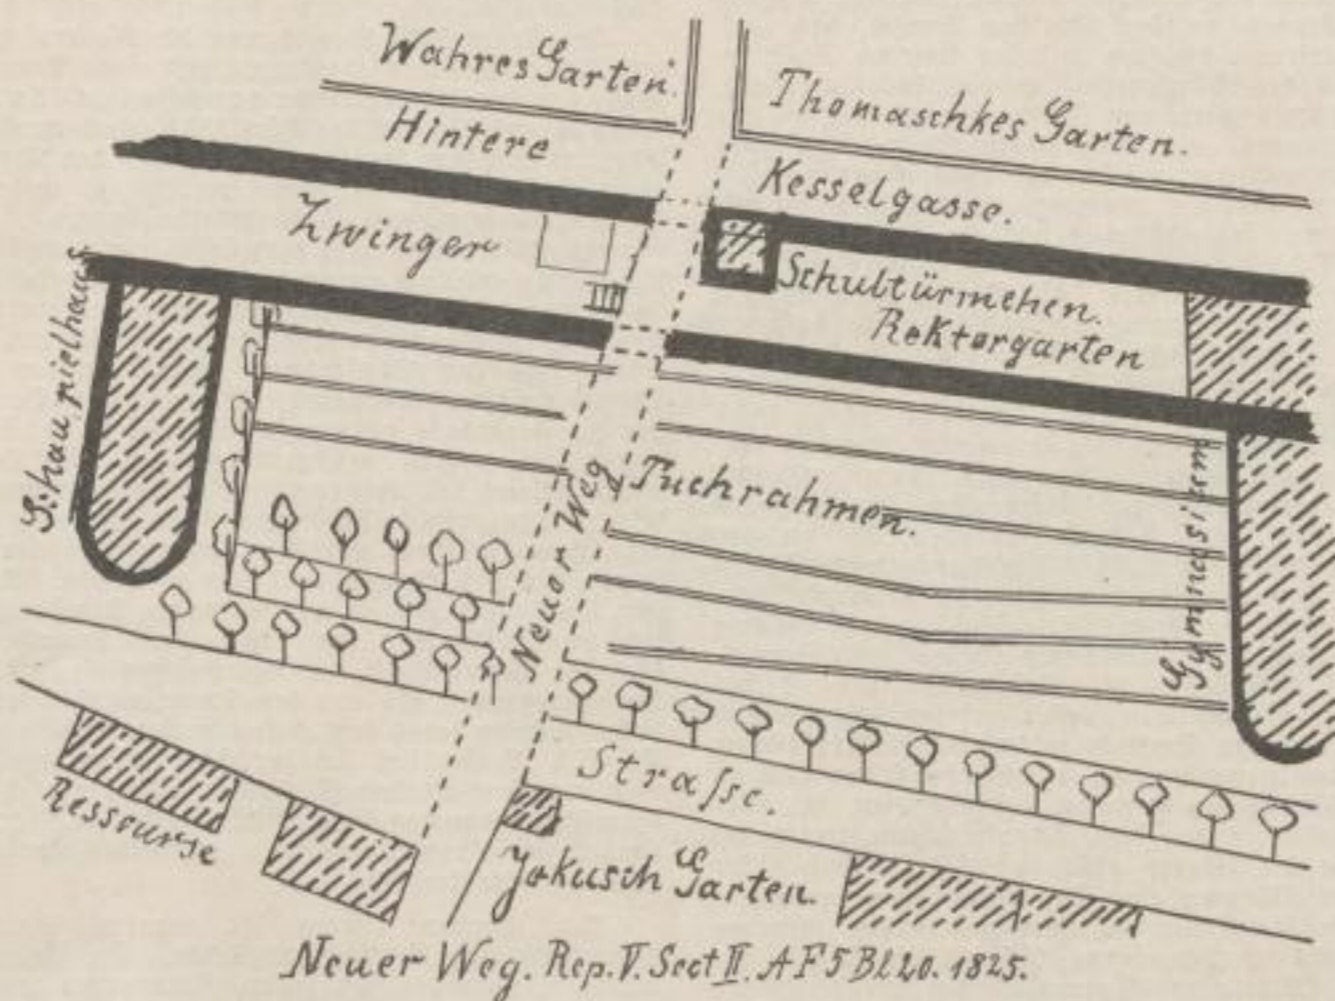 Wahres Garten.
Thomaschkes Garten.
Hintere
Kesselgasse.
Zwinger
Schultürmchen.
Rektorgarten
Schauspielhaus
Tuchrahmen.
Neuer Weg
Gymnasium
Straſse.
Ressourse
Jakusch Garten.
Neuer Weg. Rep. V. Sect II. A F 5 Bl 20. 1825.